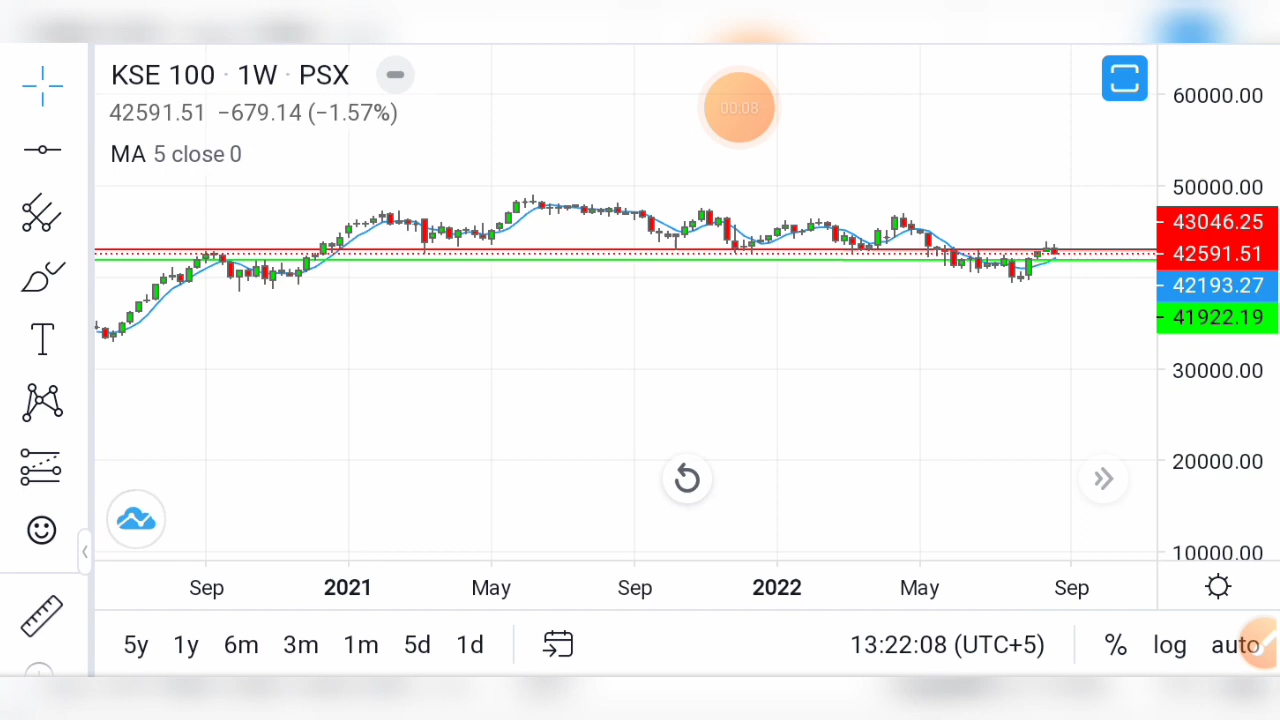 KSE 100 · 1W · PSX
42591.51 −679.14 (−1.57%)
MA 5 close 0
00:08
60000.00
50000.00
43046.25
42591.51
42193.27
41922.19
30000.00
20000.00
10000.00
T
Sep 2021 May Sep 2022 May Sep
5y 1y 6m 3m 1m 5d 1d
13:22:08 (UTC+5) % log auto